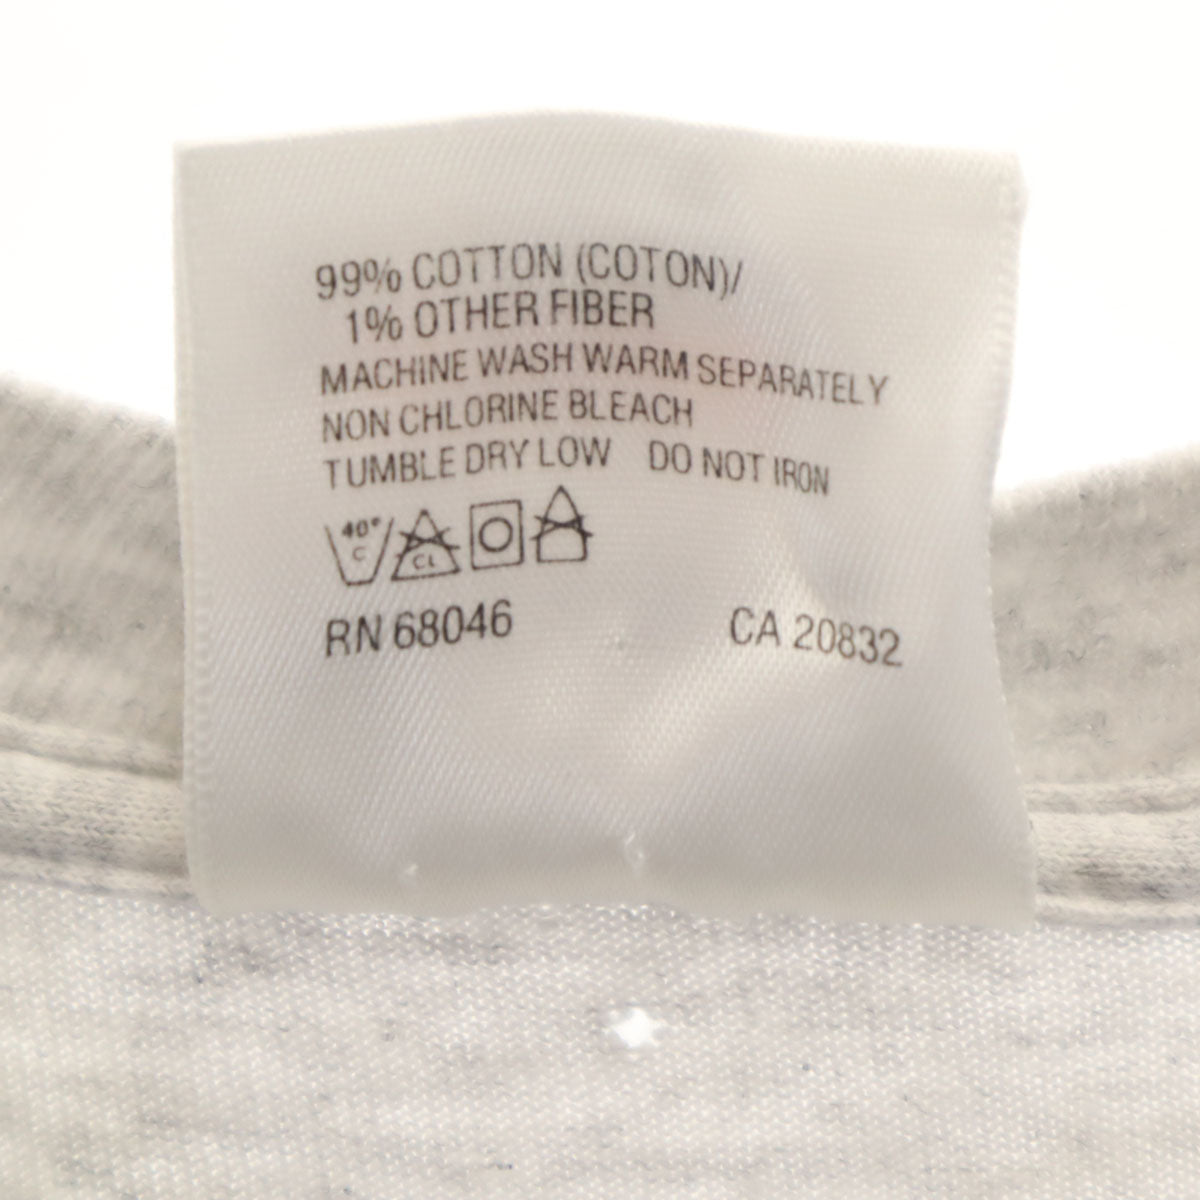 99% COTTON (COTON)/
1% OTHER FIBER
MACHINE WASH WARM SEPARATELY
NON CHLORINE BLEACH
TUMBLE DRY LOW DO NOT IRON
40° C CL
RN 68046 CA 20832